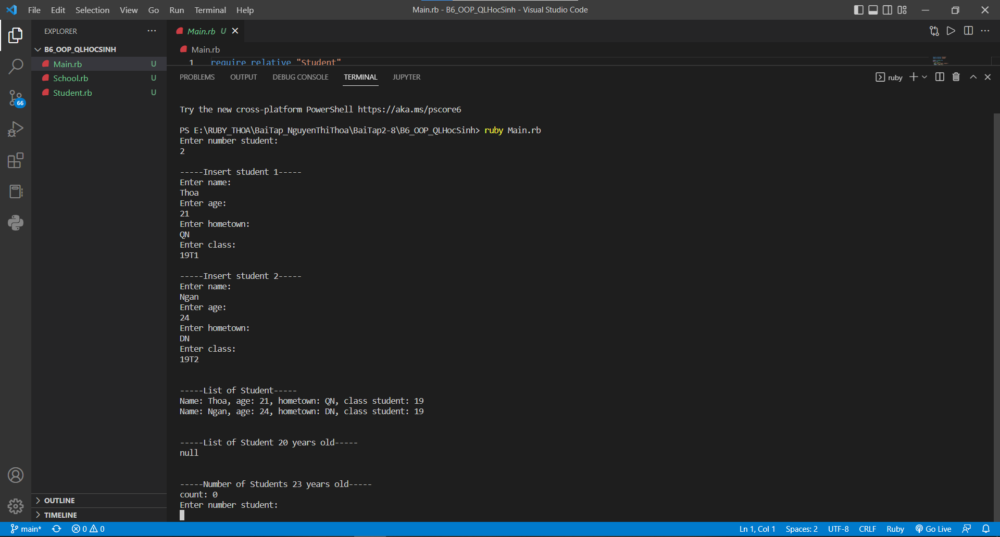 File Edit Selection View Go Run Terminal Help
Main.rb - B6_OOP_QLHocSinh - Visual Studio Code
EXPLORER
B6_OOP_QLHOCSINH
Main.rb U
School.rb U
Student.rb U
66
OUTLINE
TIMELINE
Main.rb U
Main.rb
1 require_relative "Student"
PROBLEMS OUTPUT DEBUG CONSOLE TERMINAL JUPYTER
ruby
Try the new cross-platform PowerShell https://aka.ms/pscore6
PS E:\RUBY_THOA\BaiTap_NguyenThiThoa\BaiTap2-8\B6_OOP_QLHocSinh> ruby Main.rb
Enter number student:
2
-----Insert student 1-----
Enter name:
Thoa
Enter age:
21
Enter hometown:
QN
Enter class:
19T1
-----Insert student 2-----
Enter name:
Ngan
Enter age:
24
Enter hometown:
DN
Enter class:
19T2
-----List of Student-----
Name: Thoa, age: 21, hometown: QN, class student: 19
Name: Ngan, age: 24, hometown: DN, class student: 19
-----List of Student 20 years old-----
null
-----Number of Students 23 years old-----
count: 0
Enter number student:
main* 0 0
Ln 1, Col 1 Spaces: 2 UTF-8 CRLF Ruby Go Live